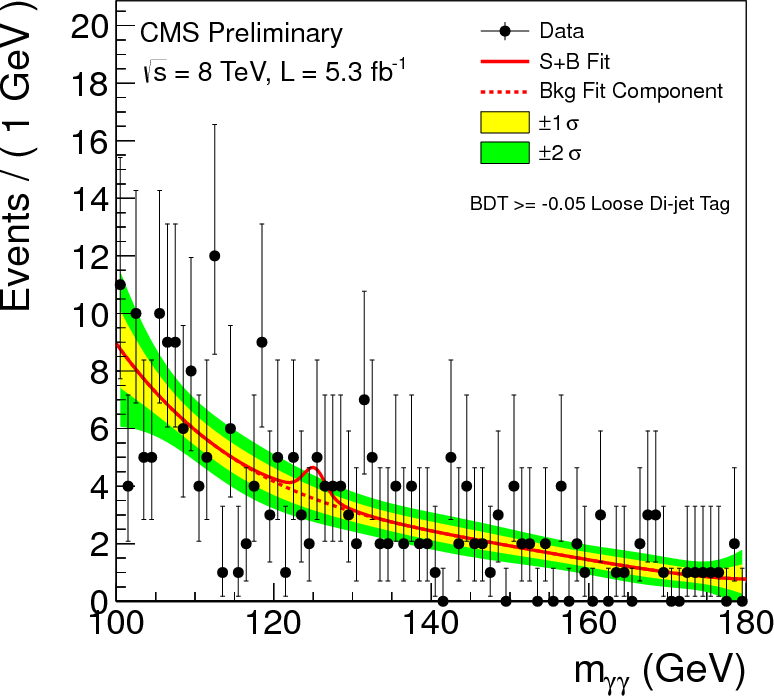 CMS Preliminary
√s = 8 TeV, L = 5.3 fb⁻¹
Data
S+B Fit
Bkg Fit Component
±1 σ
±2 σ
BDT >= -0.05 Loose Di-jet Tag
Events / ( 1 GeV)
20
18
16
14
12
10
8
6
4
2
0
100 120 140 160 180
mγγ (GeV)